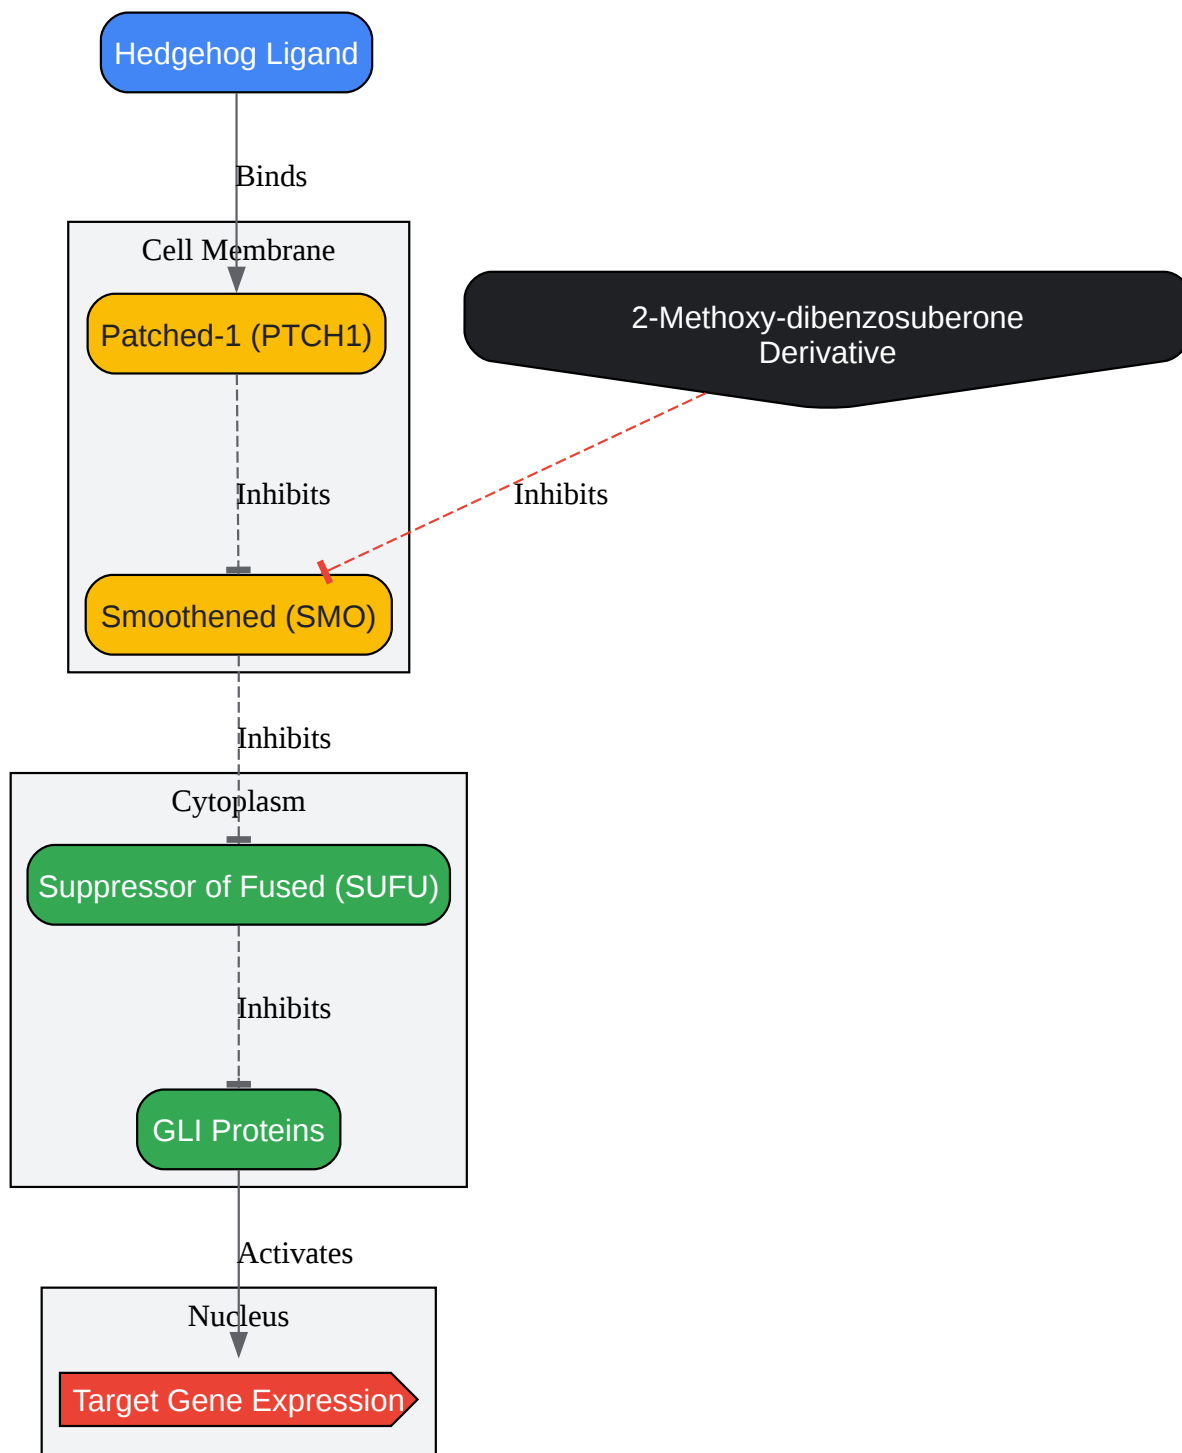 Hedgehog Ligand
Binds
Cell Membrane
Patched-1 (PTCH1)
2-Methoxy-dibenzosuberone
Derivative
Inhibits
Inhibits
Smoothened (SMO)
Inhibits
Cytoplasm
Suppressor of Fused (SUFU)
Inhibits
GLI Proteins
Activates
Nucleus
Target Gene Expression